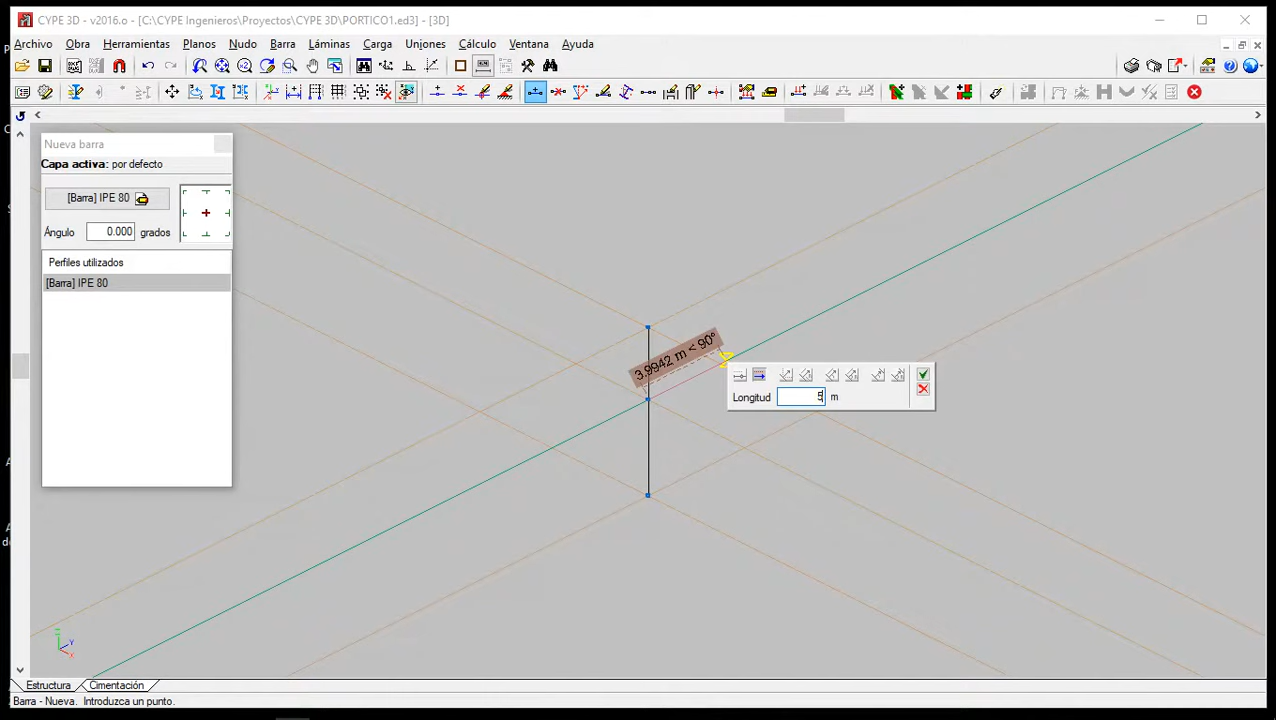 CYPE 3D - v2016.o - [C:\CYPE Ingenieros\Proyectos\CYPE 3D\PORTICO1.ed3] - [3D]
Archivo Obra Herramientas Planos Nudo Barra Láminas Carga Uniones Cálculo Ventana Ayuda
Nueva barra
Capa activa: por defecto
[Barra] IPE 80
Ángulo 0.000 grados
Perfiles utilizados
[Barra] IPE 80
3.9942 m < 90°
Longitud 5 m
Z
Y
X
Estructura Cimentación
Barra - Nueva. Introduzca un punto.